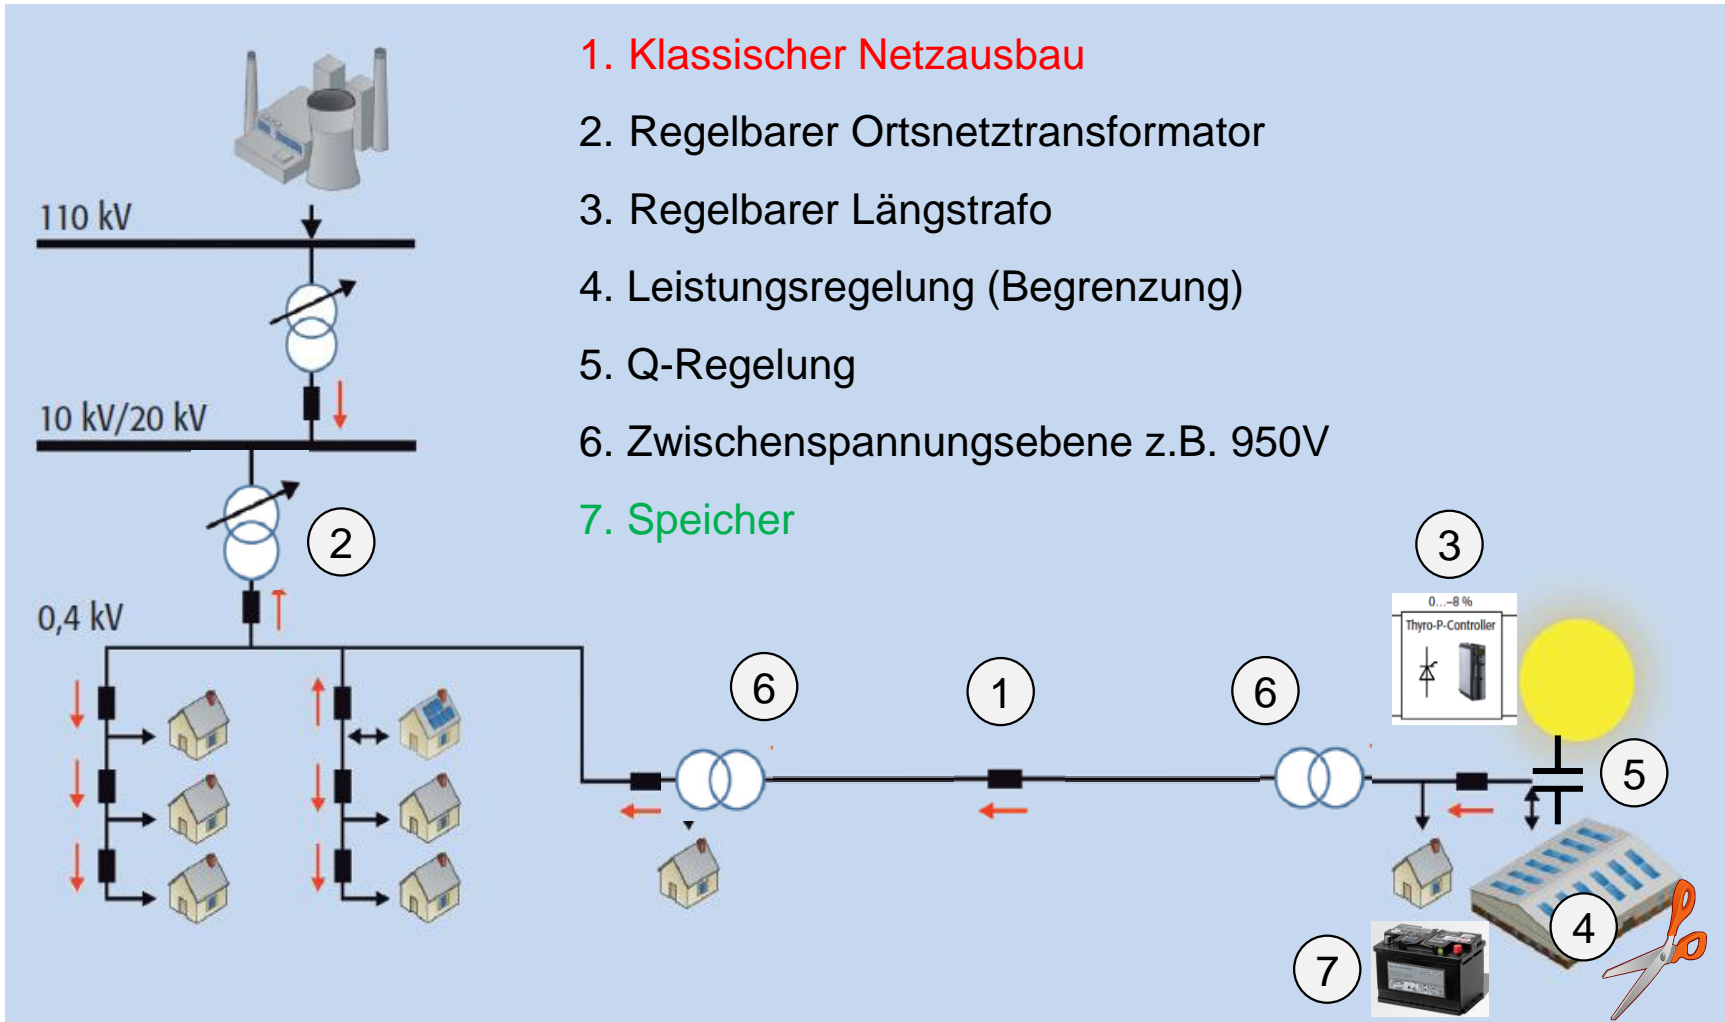 1. Klassischer Netzausbau
2. Regelbarer Ortsnetztransformator
3. Regelbarer Längstrafo
4. Leistungsregelung (Begrenzung)
5. Q-Regelung
6. Zwischenspannungsebene z.B. 950V
7. Speicher
110 kV
10 kV/20 kV
2
0,4 kV
3
0...–8 %
Thyro-P-Controller
6
1
6
5
4
7